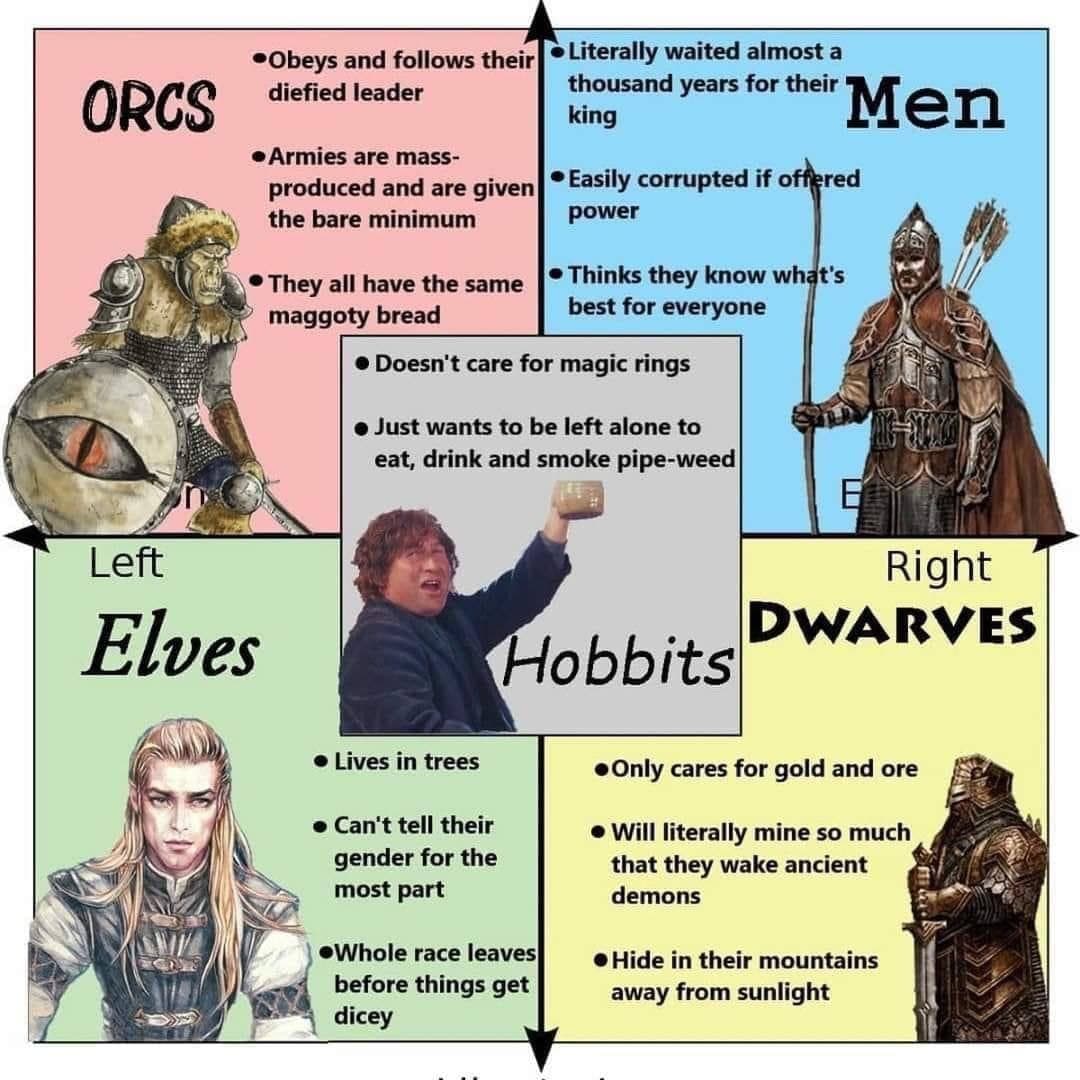 ORCS
•Obeys and follows their
diefied leader
•Armies are mass-
produced and are given
the bare minimum
•They all have the same
maggoty bread
•Literally waited almost a
thousand years for their
king
Men
•Easily corrupted if offered
power
•Thinks they know what's
best for everyone
•Doesn't care for magic rings
•Just wants to be left alone to
eat, drink and smoke pipe-weed
Hobbits
Left
Elves
•Lives in trees
•Can't tell their
gender for the
most part
•Whole race leaves
before things get
dicey
Right
DWARVES
•Only cares for gold and ore
•Will literally mine so much
that they wake ancient
demons
•Hide in their mountains
away from sunlight